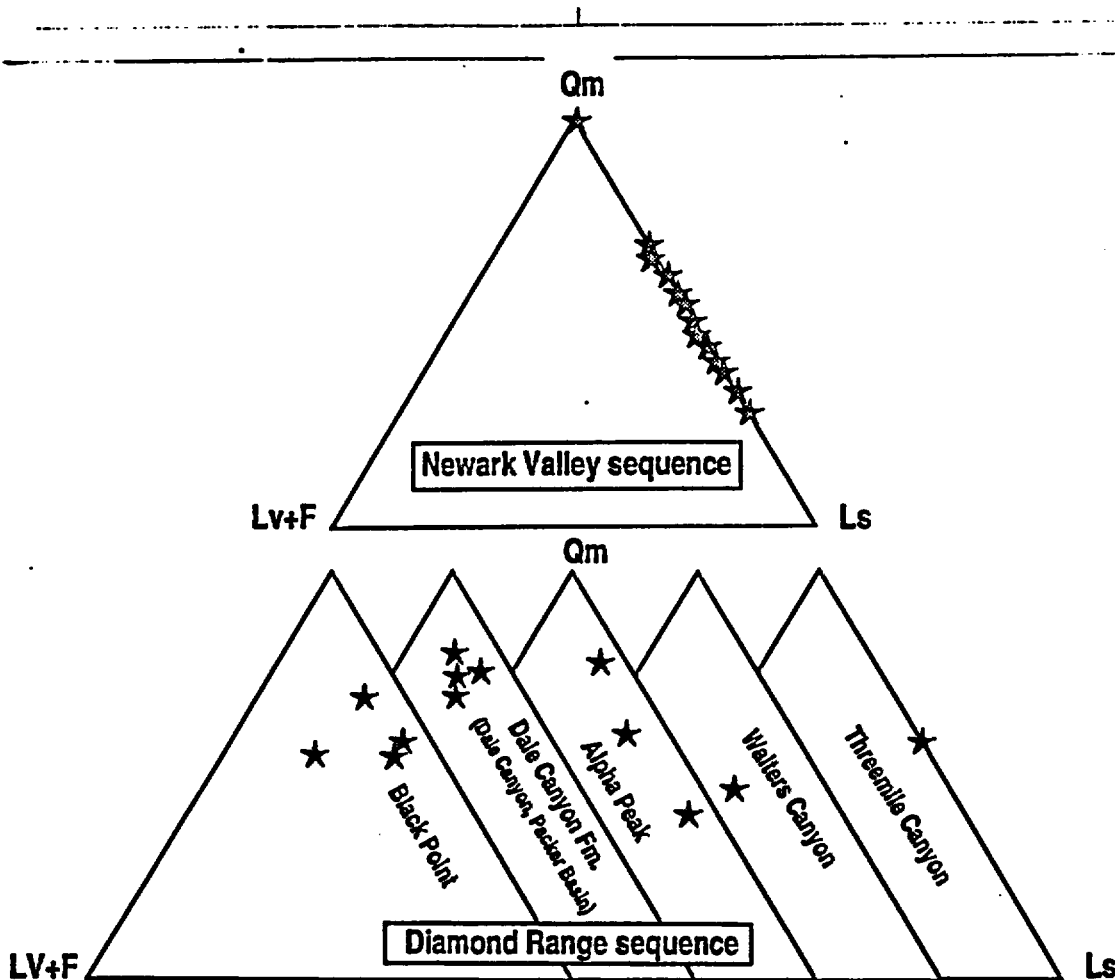 Qm
Newark Valley sequence
Lv+F
Ls
Qm
Black Point
Dale Canyon Fm.
(Dale Canyon, Packer Basin)
Alpha Peak
Walters Canyon
Threemile Canyon
Diamond Range sequence
LV+F
Ls